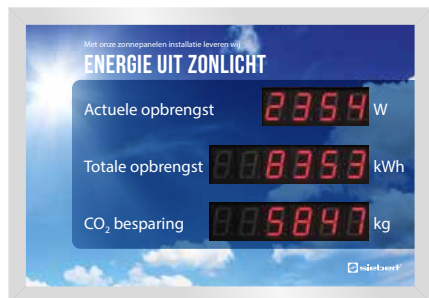 Met onze zonnepanelen installatie leveren wij
ENERGIE UIT ZONLICHT
Actuele opbrengst 2354 W
Totale opbrengst 8353 kWh
CO₂ besparing 5847 kg
siebert